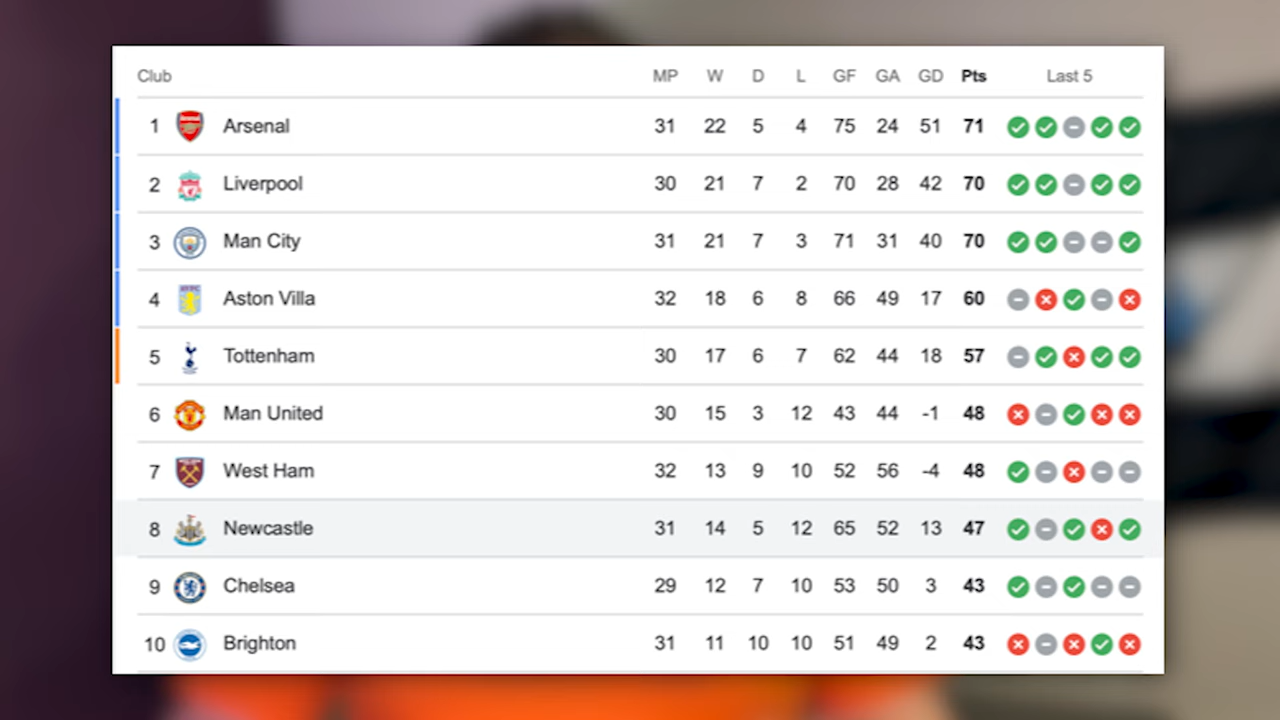 Club MP W D L GF GA GD Pts Last 5
1 Arsenal 31 22 5 4 75 24 51 71
2 Liverpool 30 21 7 2 70 28 42 70
3 Man City 31 21 7 3 71 31 40 70
4 Aston Villa 32 18 6 8 66 49 17 60
5 Tottenham 30 17 6 7 62 44 18 57
6 Man United 30 15 3 12 43 44 -1 48
7 West Ham 32 13 9 10 52 56 -4 48
8 Newcastle 31 14 5 12 65 52 13 47
9 Chelsea 29 12 7 10 53 50 3 43
10 Brighton 31 11 10 10 51 49 2 43